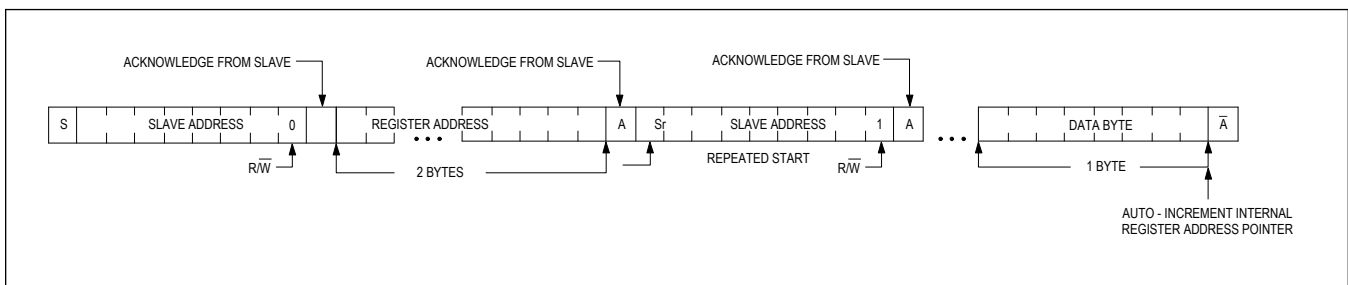 ACKNOWLEDGE FROM SLAVE ACKNOWLEDGE FROM SLAVE ACKNOWLEDGE FROM SLAVE
S SLAVE ADDRESS 0 REGISTER ADDRESS A Sr SLAVE ADDRESS 1 A DATA BYTE A̅
R/W̅ 2 BYTES REPEATED START R/W̅ 1 BYTE
AUTO - INCREMENT INTERNAL
REGISTER ADDRESS POINTER